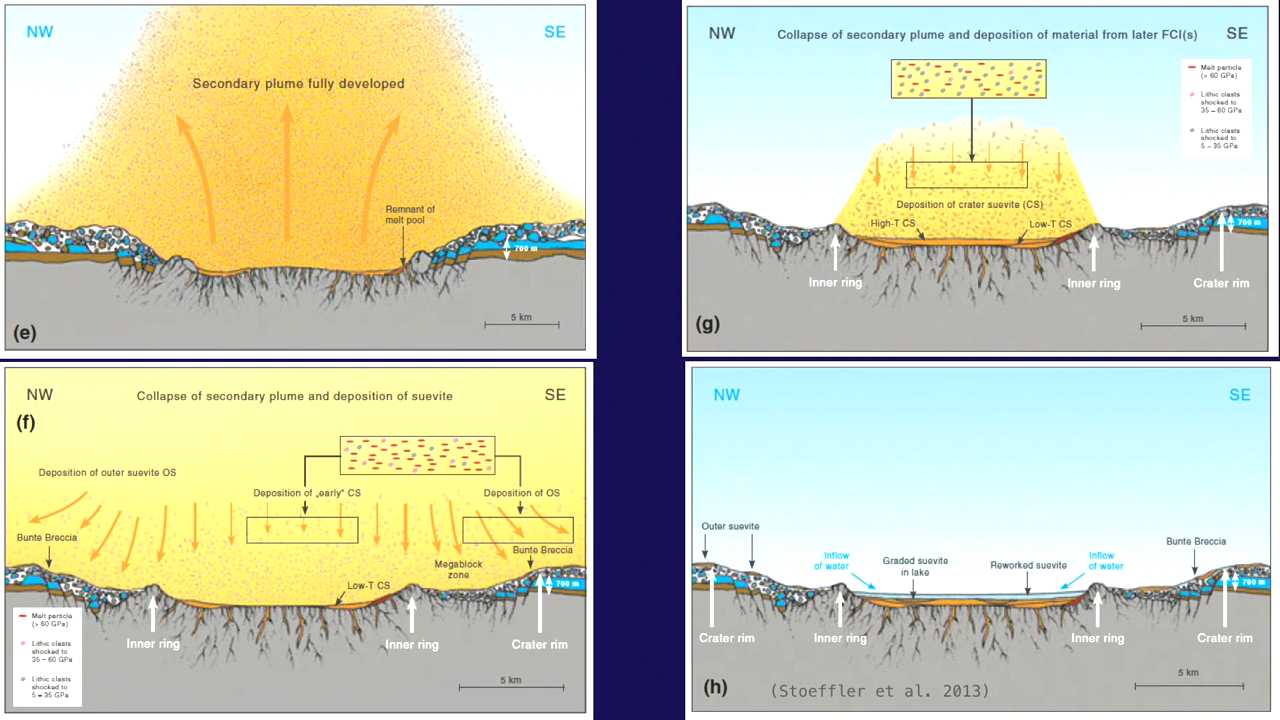 NW
SE
Secondary plume fully developed
Remnant of
melt pool
700 m
(e)
5 km
NW
Collapse of secondary plume and deposition of material from later FCI(s)
SE
Melt particle
(> 60 GPa)
Lithic clasts
shocked to
35 – 60 GPa
Lithic clasts
shocked to
5 – 35 GPa
Deposition of crater suevite (CS)
High-T CS
Low-T CS
700 m
Inner ring
Inner ring
Crater rim
(g)
5 km
NW
Collapse of secondary plume and deposition of suevite
SE
(f)
Deposition of outer suevite OS
Deposition of „early" CS
Deposition of OS
Bunte Breccia
Bunte Breccia
Megablock
zone
Low-T CS
700 m
Melt particle
(> 60 GPa)
Lithic clasts
shocked to
35 – 60 GPa
Lithic clasts
shocked to
5 – 35 GPa
Inner ring
Inner ring
Crater rim
5 km
NW
SE
Outer suevite
Inflow
of water
Graded suevite
in lake
Reworked suevite
Inflow
of water
Bunte Breccia
700 m
Crater rim
Inner ring
Inner ring
Crater rim
5 km
(h)
(Stoeffler et al. 2013)